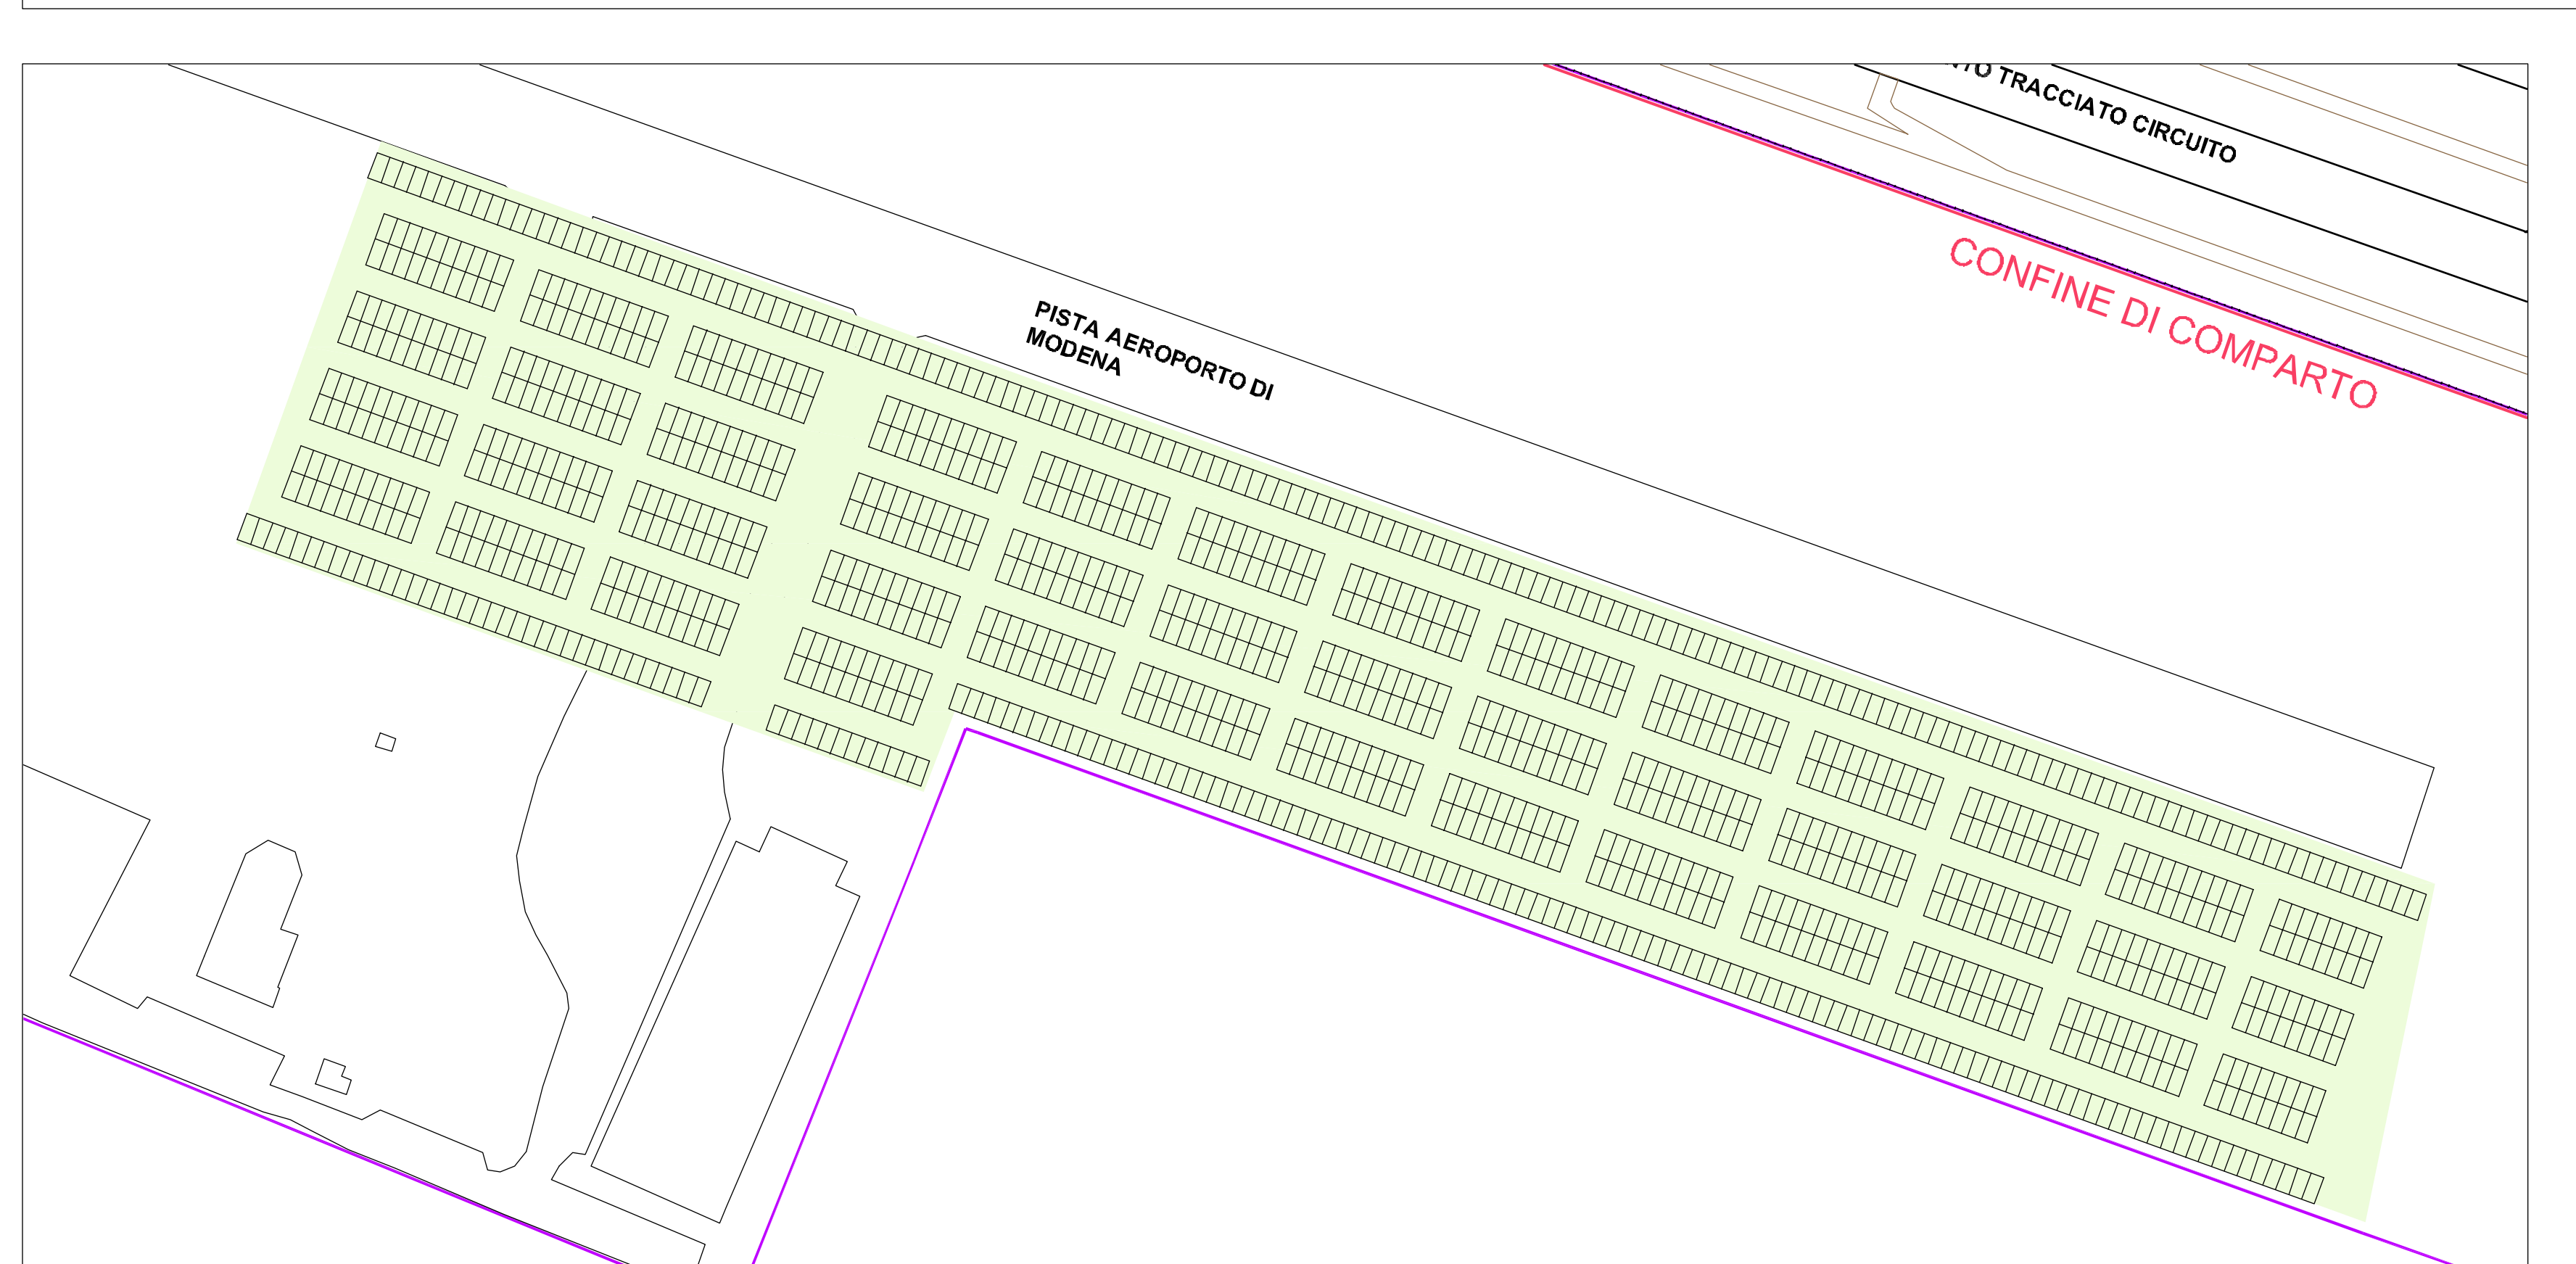 TRACCIATO CIRCUITO
CONFINE DI COMPARTO
PISTA AEROPORTO DI
MODENA